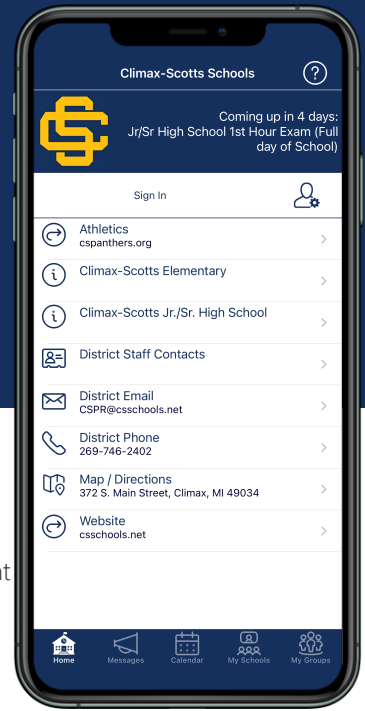 Climax-Scotts Schools
?
CS
Coming up in 4 days:
Jr/Sr High School 1st Hour Exam (Full
day of School)
Sign In
Athletics
cspanthers.org
i
Climax-Scotts Elementary
i
Climax-Scotts Jr./Sr. High School
District Staff Contacts
District Email
CSPR@csschools.net
District Phone
269-746-2402
Map / Directions
372 S. Main Street, Climax, MI 49034
Website
csschools.net
Home
Messages
Calendar
My Schools
My Groups